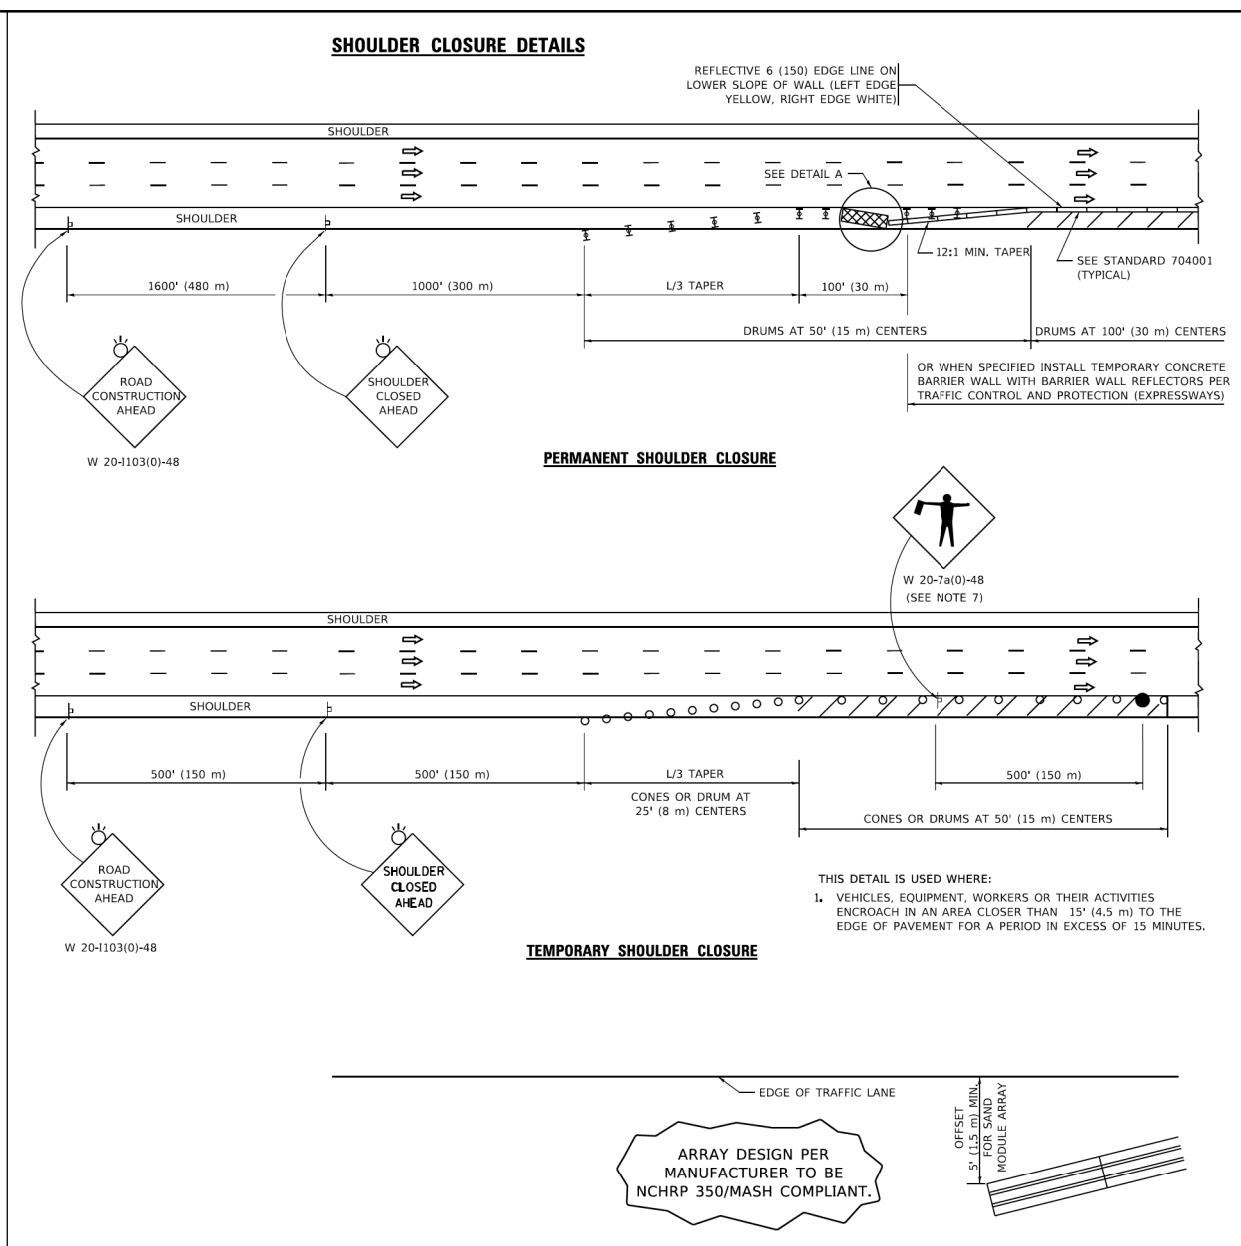 SHOULDER CLOSURE DETAILS
REFLECTIVE 6 (150) EDGE LINE ON
LOWER SLOPE OF WALL (LEFT EDGE
YELLOW, RIGHT EDGE WHITE)
SHOULDER
SEE DETAIL A
SHOULDER
12:1 MIN. TAPER
SEE STANDARD 704001
(TYPICAL)
1600' (480 m)
1000' (300 m)
L/3 TAPER
100' (30 m)
DRUMS AT 50' (15 m) CENTERS
DRUMS AT 100' (30 m) CENTERS
OR WHEN SPECIFIED INSTALL TEMPORARY CONCRETE
BARRIER WALL WITH BARRIER WALL REFLECTORS PER
TRAFFIC CONTROL AND PROTECTION (EXPRESSWAYS)
ROAD
CONSTRUCTION
AHEAD
W 20-I103(0)-48
SHOULDER
CLOSED
AHEAD
PERMANENT SHOULDER CLOSURE
W 20-7a(0)-48
(SEE NOTE 7)
SHOULDER
SHOULDER
500' (150 m)
500' (150 m)
L/3 TAPER
500' (150 m)
CONES OR DRUM AT
25' (8 m) CENTERS
CONES OR DRUMS AT 50' (15 m) CENTERS
ROAD
CONSTRUCTION
AHEAD
W 20-I103(0)-48
SHOULDER
CLOSED
AHEAD
THIS DETAIL IS USED WHERE:
1. VEHICLES, EQUIPMENT, WORKERS OR THEIR ACTIVITIES
ENCROACH IN AN AREA CLOSER THAN 15' (4.5 m) TO THE
EDGE OF PAVEMENT FOR A PERIOD IN EXCESS OF 15 MINUTES.
TEMPORARY SHOULDER CLOSURE
EDGE OF TRAFFIC LANE
OFFSET
5' (1.5 m) MIN.
FOR SAND
MODULE ARRAY
ARRAY DESIGN PER
MANUFACTURER TO BE
NCHRP 350/MASH COMPLIANT.